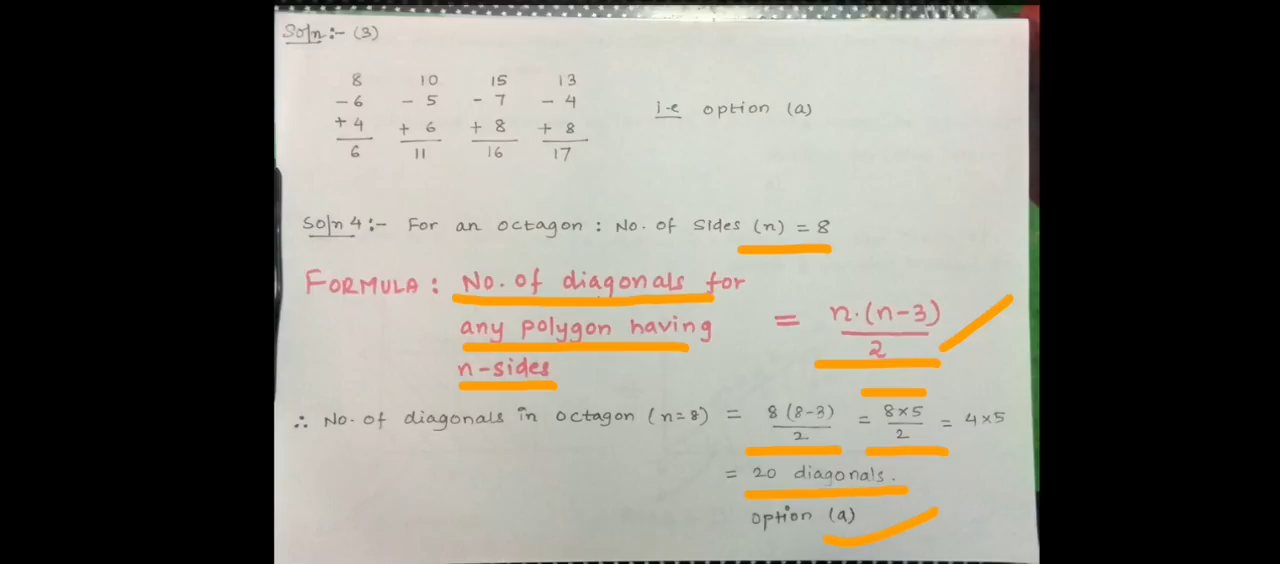 Soln:- (3)
8 10 15 13
- 6 - 5 - 7 - 4
+ 4 + 6 + 8 + 8
i.e option (a)
6 11 16 17
Soln 4:- For an octagon : No. of sides (n) = 8
FORMULA: No. of diagonals for
any polygon having = n.(n-3)/2
n-sides
∴ No. of diagonals in octagon (n=8) = 8(8-3)/2 = 8×5/2 = 4×5
= 20 diagonals.
option (a)